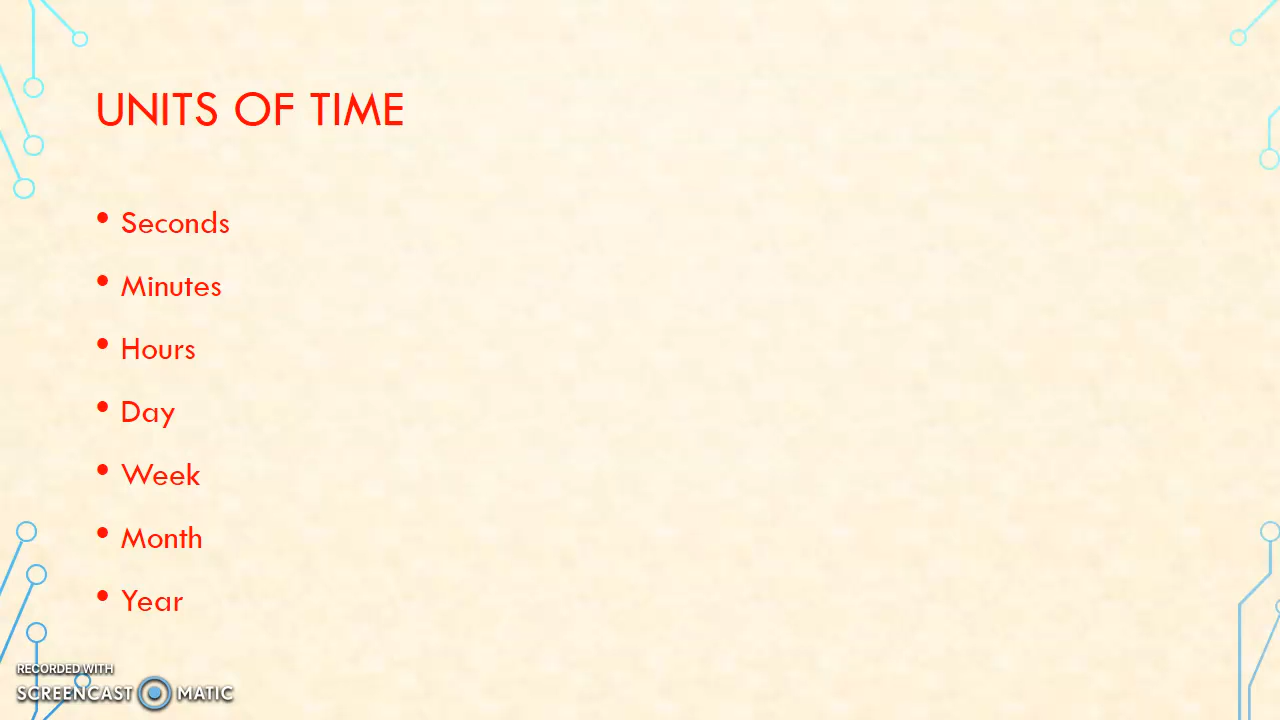 UNITS OF TIME
• Seconds
• Minutes
• Hours
• Day
• Week
• Month
• Year
RECORDED WITH
SCREENCAST MATIC